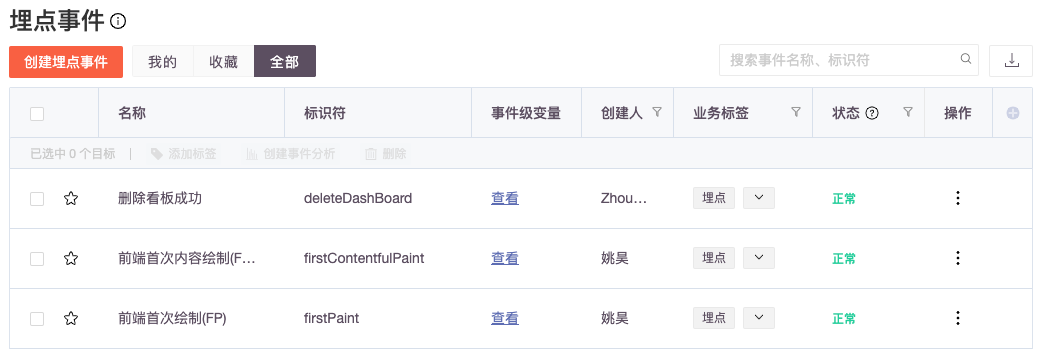 埋点事件
创建埋点事件 我的 收藏 全部 搜索事件名称、标识符
名称 标识符 事件级变量 创建人 业务标签 状态 操作
已选中 0 个目标 添加标签 创建事件分析 删除
删除看板成功 deleteDashBoard 查看 Zhou… 埋点 正常
前端首次内容绘制(F… firstContentfulPaint 查看 姚昊 埋点 正常
前端首次绘制(FP) firstPaint 查看 姚昊 埋点 正常